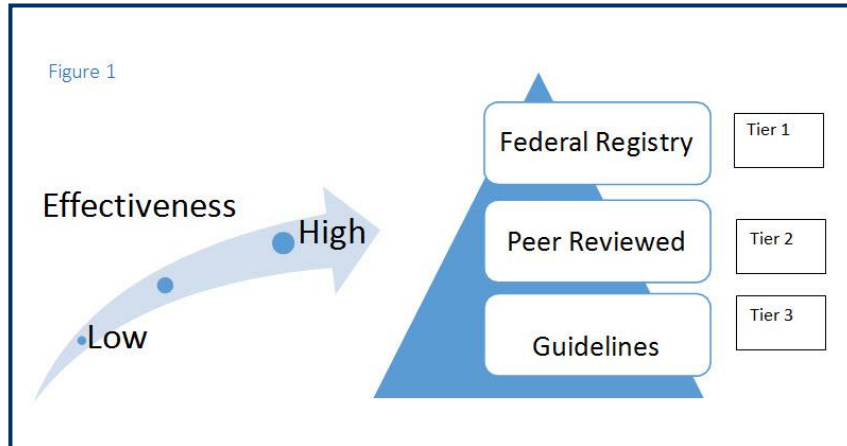 Figure 1
Effectiveness
High
Low
Federal Registry
Tier 1
Peer Reviewed
Tier 2
Guidelines
Tier 3